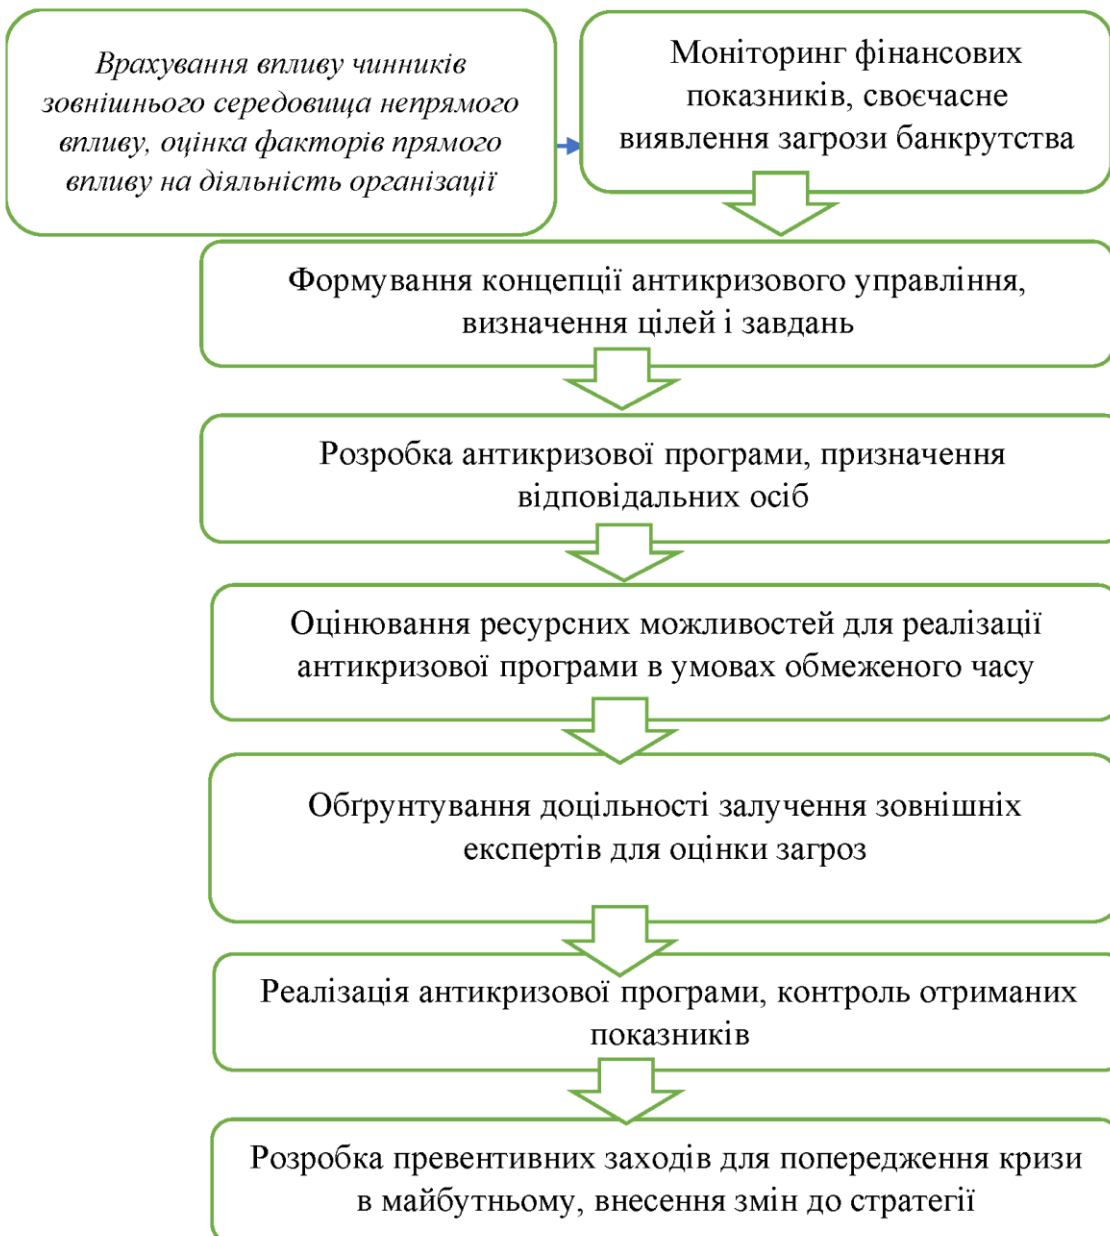 Врахування впливу чинників
зовнішнього середовища непрямого
впливу, оцінка факторів прямого
впливу на діяльність організації
Моніторинг фінансових
показників, своєчасне
виявлення загрози банкрутства
Формування концепції антикризового управління,
визначення цілей і завдань
Розробка антикризової програми, призначення
відповідальних осіб
Оцінювання ресурсних можливостей для реалізації
антикризової програми в умовах обмеженого часу
Обґрунтування доцільності залучення зовнішніх
експертів для оцінки загроз
Реалізація антикризової програми, контроль отриманих
показників
Розробка превентивних заходів для попередження кризи
в майбутньому, внесення змін до стратегії